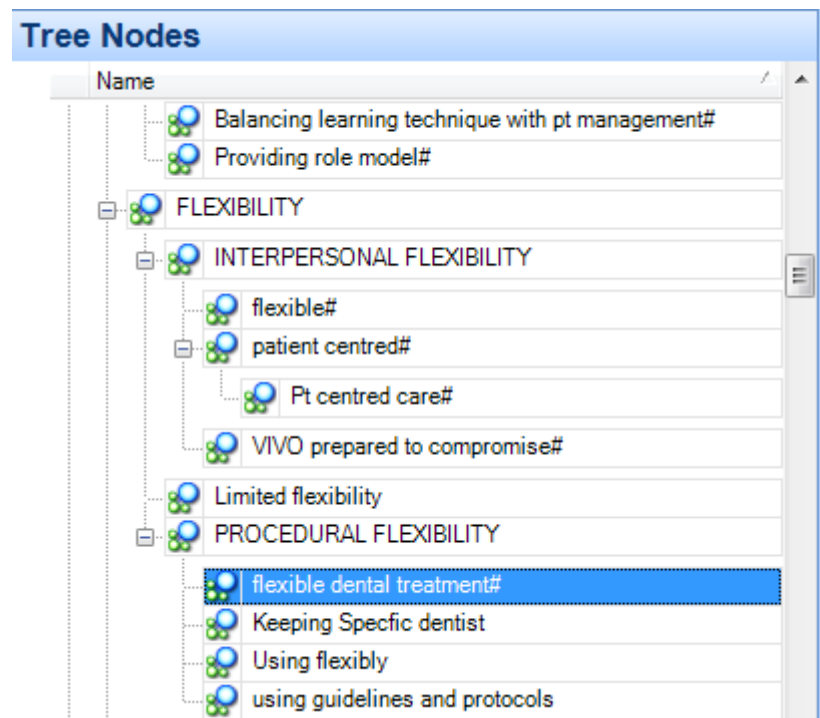 Tree Nodes
Name
Balancing learning technique with pt management#
Providing role model#
FLEXIBILITY
INTERPERSONAL FLEXIBILITY
flexible#
patient centred#
Pt centred care#
VIVO prepared to compromise#
Limited flexibility
PROCEDURAL FLEXIBILITY
flexible dental treatment#
Keeping Specfic dentist
Using flexibly
using guidelines and protocols